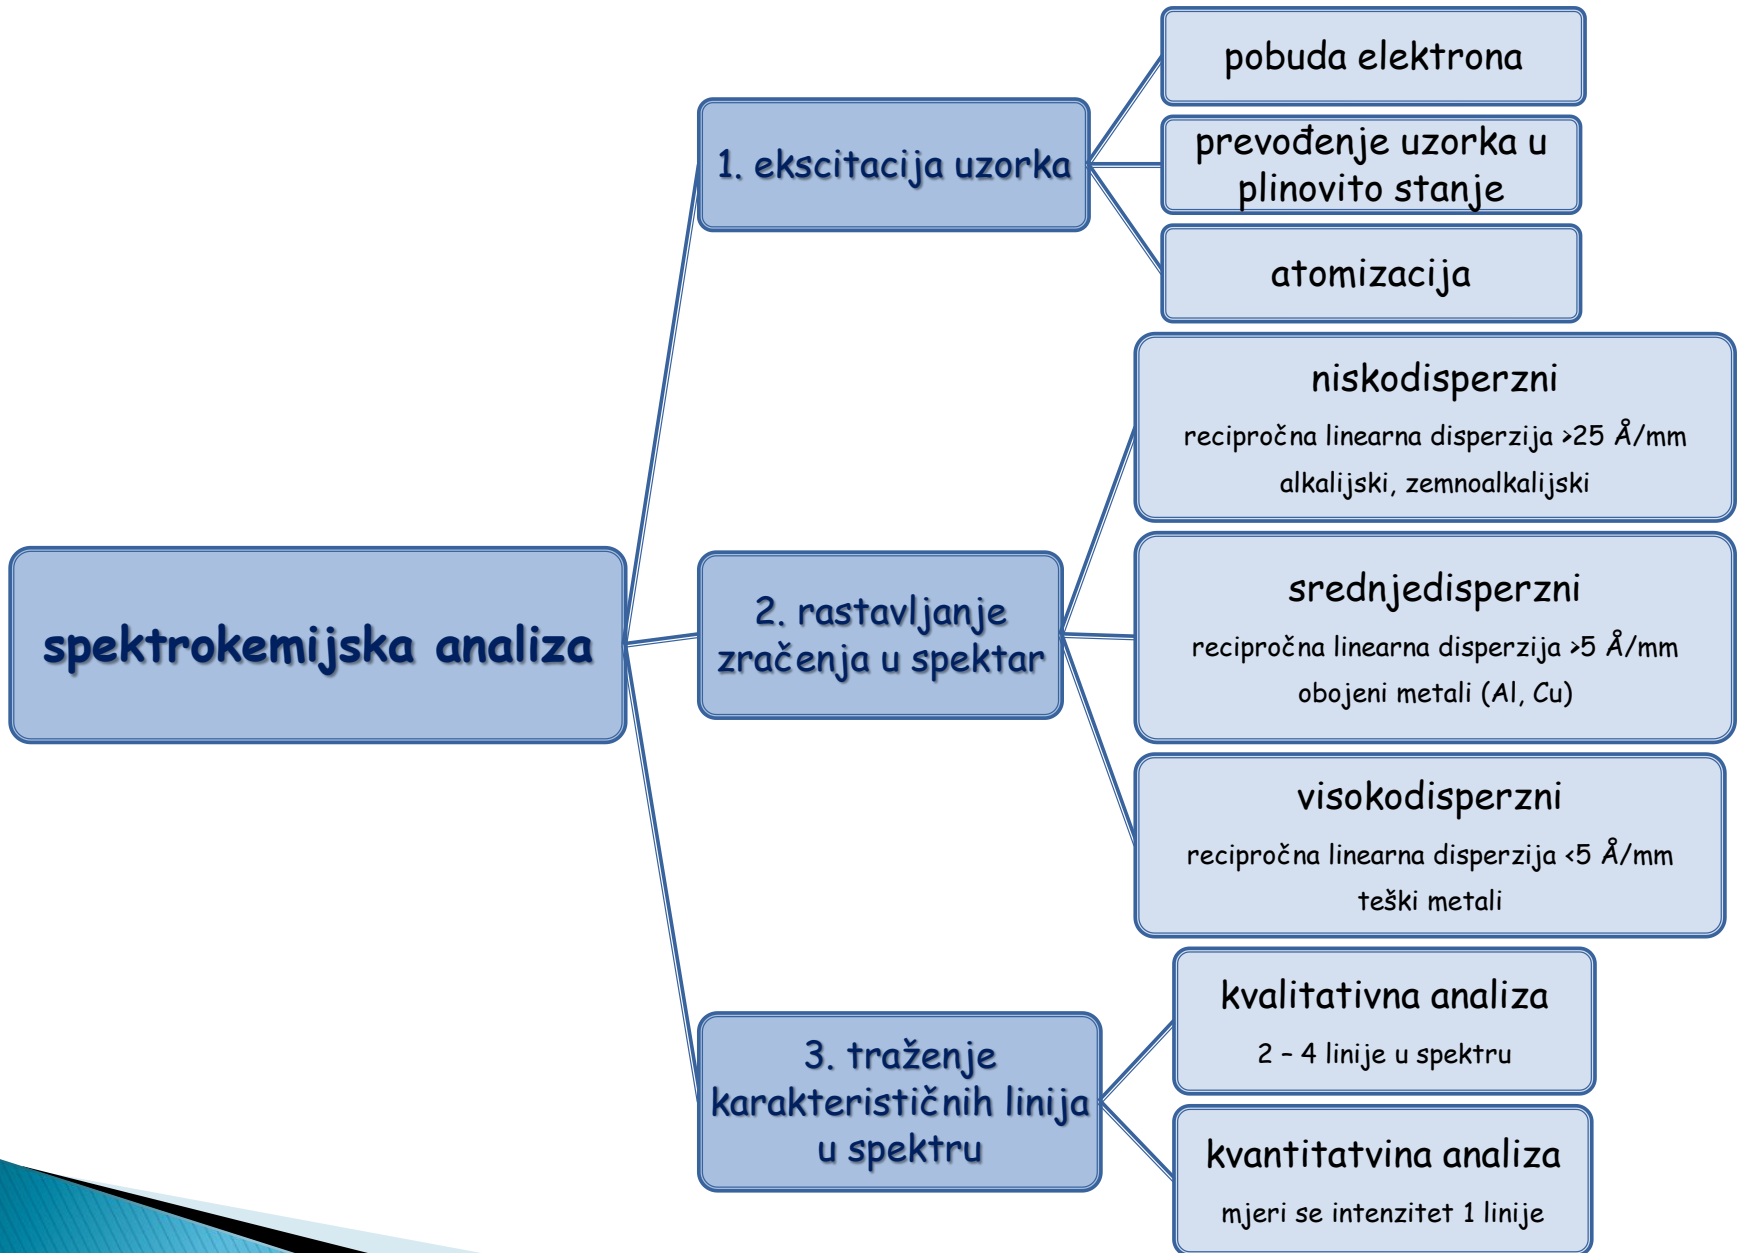 spektrokemijska analiza
1. ekscitacija uzorka
pobuda elektrona
prevođenje uzorka u
plinovito stanje
atomizacija
2. rastavljanje
zračenja u spektar
niskodisperzni
recipročna linearna disperzija >25 Å/mm
alkalijski, zemnoalkalijski
srednjedisperzni
recipročna linearna disperzija >5 Å/mm
obojeni metali (Al, Cu)
visokodisperzni
recipročna linearna disperzija <5 Å/mm
teški metali
3. traženje
karakterističnih linija
u spektru
kvalitativna analiza
2 – 4 linije u spektru
kvantitatvina analiza
mjeri se intenzitet 1 linije